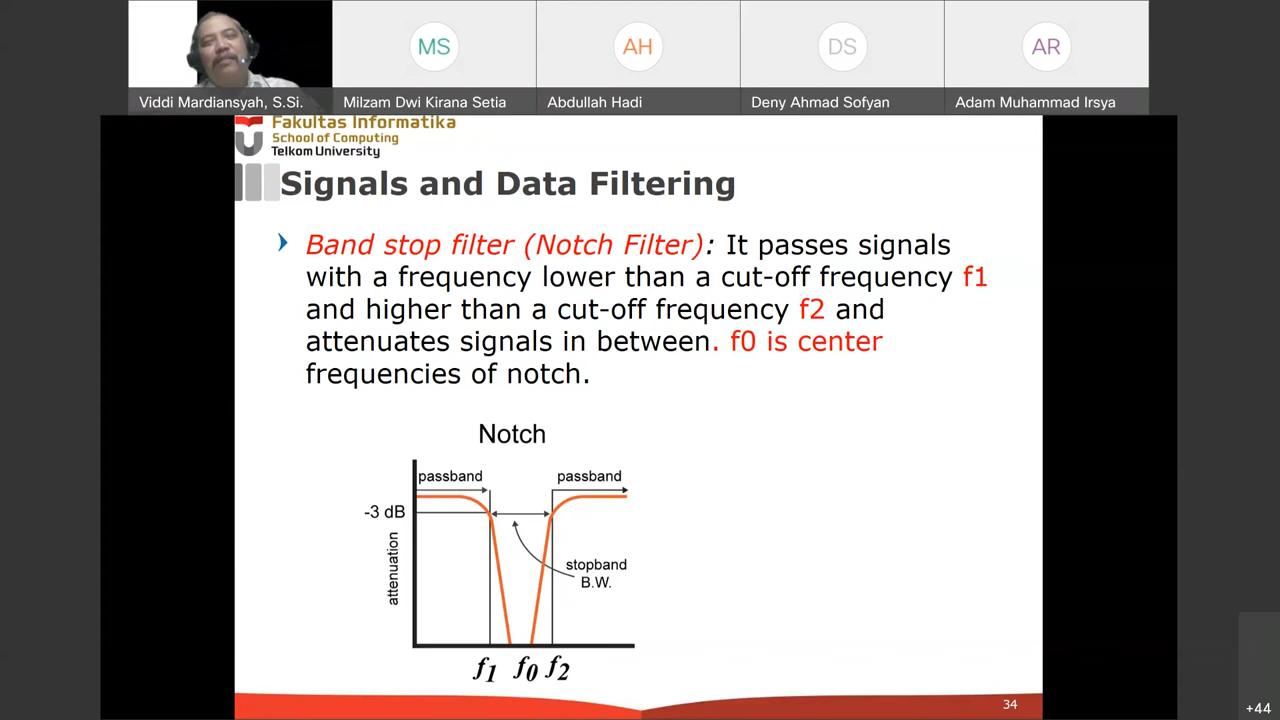 MS
AH
DS
AR
Viddi Mardiansyah, S.Si.
Milzam Dwi Kirana Setia
Abdullah Hadi
Deny Ahmad Sofyan
Adam Muhammad Irsya
Fakultas Informatika
School of Computing
Telkom University
Signals and Data Filtering
Band stop filter (Notch Filter): It passes signals
with a frequency lower than a cut-off frequency f1
and higher than a cut-off frequency f2 and
attenuates signals in between. f0 is center
frequencies of notch.
Notch
passband
passband
-3 dB
attenuation
stopband
B.W.
f1 f0 f2
34
+44